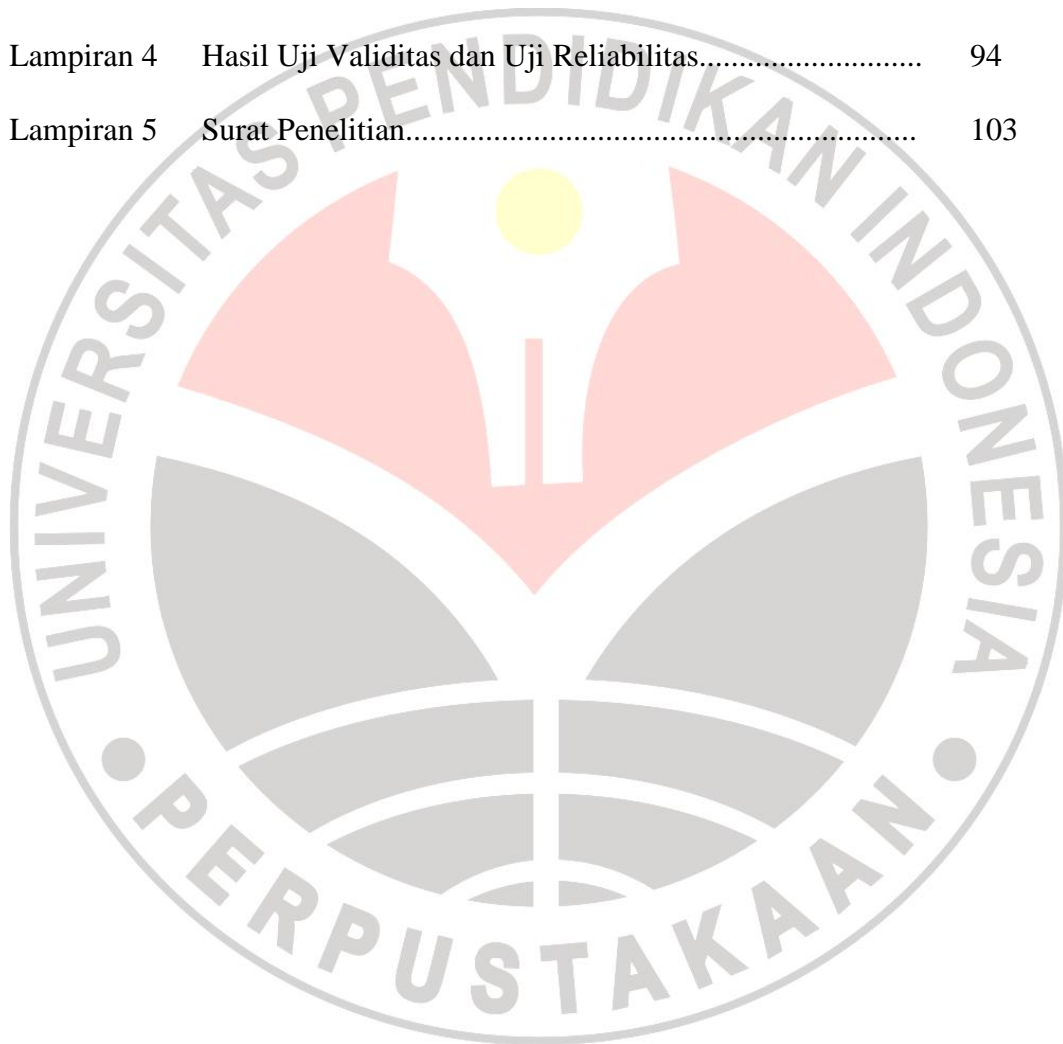 Lampiran 4 Hasil Uji Validitas dan Uji Reliabilitas............................ 94
Lampiran 5 Surat Penelitian................................................................ 103
UNIVERSITAS PENDIDIKAN INDONESIA
PERPUSTAKAAN